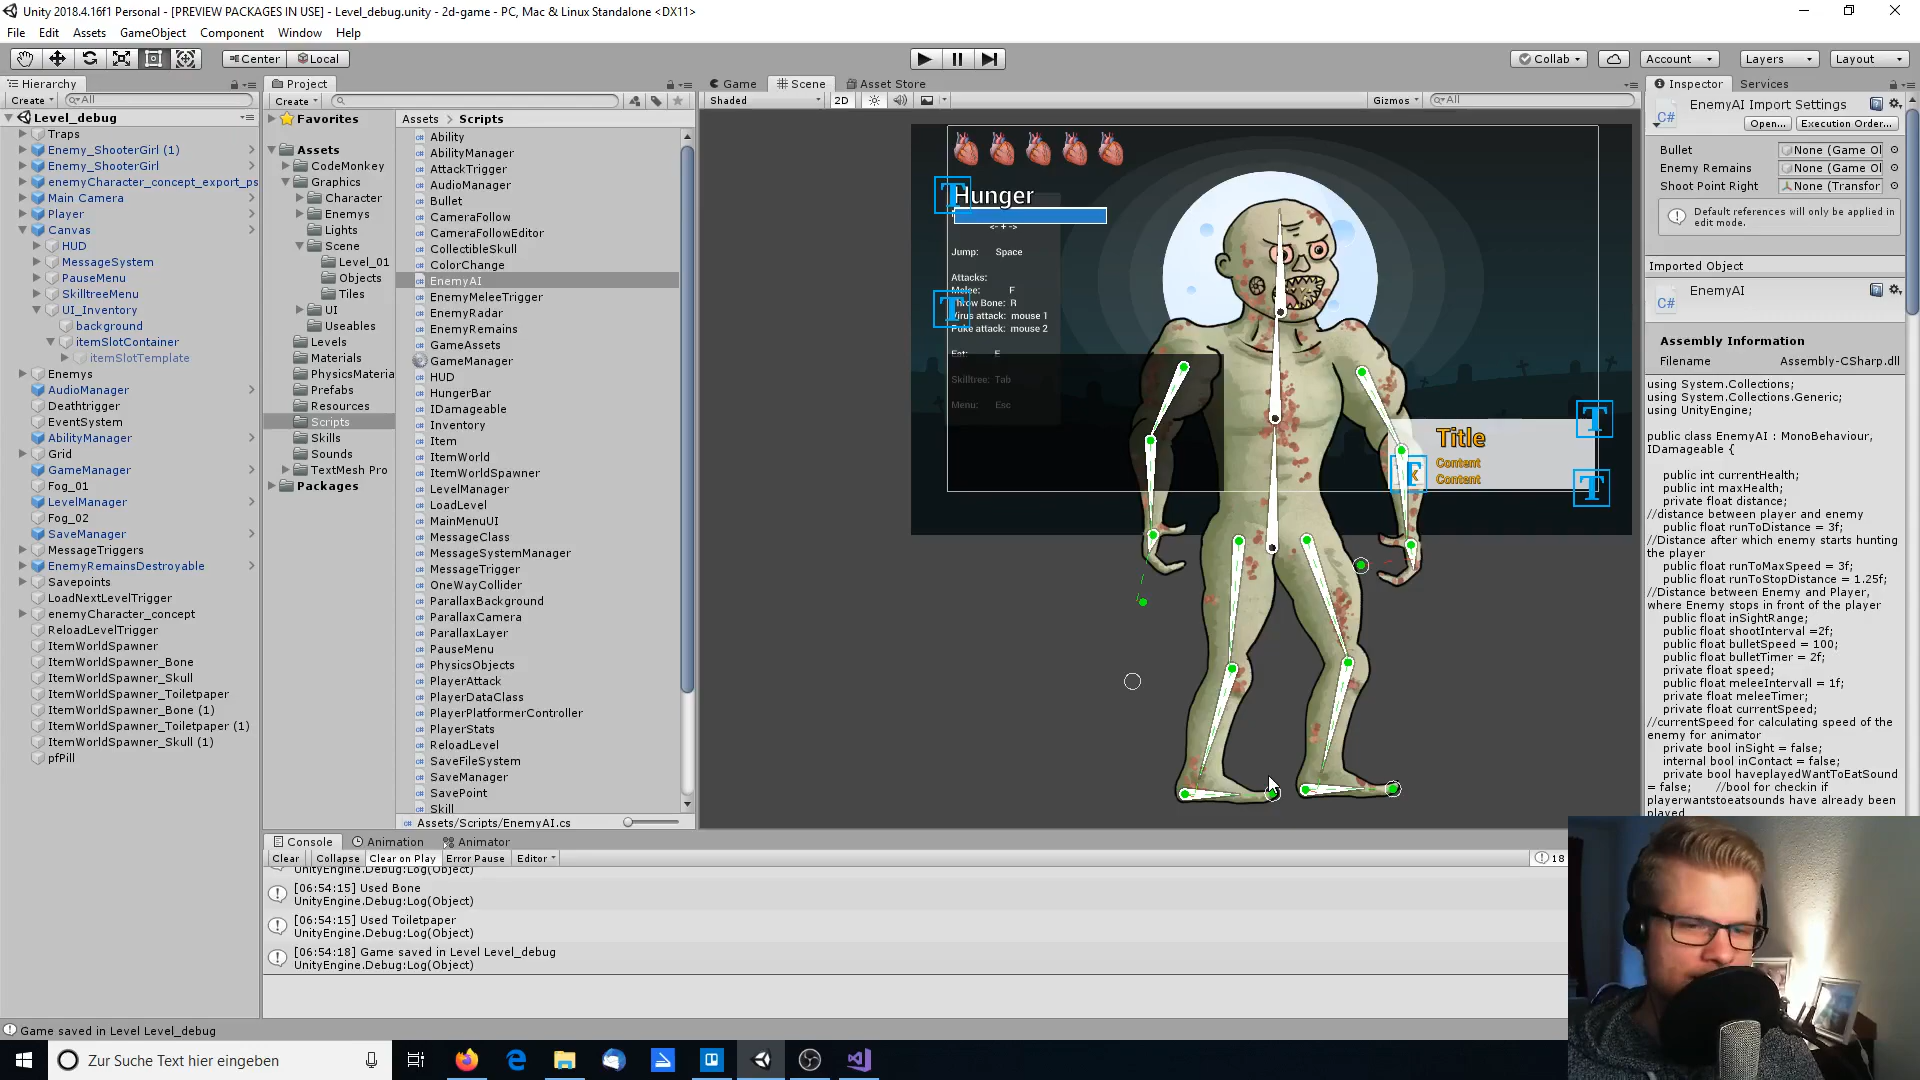 Unity 2018.4.16f1 Personal - [PREVIEW PACKAGES IN USE] - Level_debug.unity - 2d-game - PC, Mac & Linux Standalone <DX11>
File Edit Assets GameObject Component Window Help
Center Local
Collab Account Layers Layout
Hierarchy
Create All
Level_debug
Traps
Enemy_ShooterGirl (1)
Enemy_ShooterGirl
enemyCharacter_concept_export_ps
Main Camera
Player
Canvas
HUD
MessageSystem
PauseMenu
SkilltreeMenu
UI_Inventory
background
itemSlotContainer
itemSlotTemplate
Enemys
AudioManager
Deathtrigger
EventSystem
AbilityManager
Grid
GameManager
Fog_01
LevelManager
Fog_02
SaveManager
MessageTriggers
EnemyRemainsDestroyable
Savepoints
LoadNextLevelTrigger
enemyCharacter_concept
ReloadLevelTrigger
ItemWorldSpawner
ItemWorldSpawner_Bone
ItemWorldSpawner_Skull
ItemWorldSpawner_Toiletpaper
ItemWorldSpawner_Bone (1)
ItemWorldSpawner_Toiletpaper (1)
ItemWorldSpawner_Skull (1)
pfPill
Project
Create
Favorites
Assets
CodeMonkey
Graphics
Character
Enemys
Lights
Scene
Level_01
Objects
Tiles
UI
Useables
Levels
Materials
PhysicsMateria
Prefabs
Resources
Scripts
Skills
Sounds
TextMesh Pro
Packages
Assets > Scripts
Ability
AbilityManager
AttackTrigger
AudioManager
Bullet
CameraFollow
CameraFollowEditor
CollectibleSkull
ColorChange
EnemyAI
EnemyMeleeTrigger
EnemyRadar
EnemyRemains
GameAssets
GameManager
HUD
HungerBar
IDamageable
Inventory
Item
ItemWorld
ItemWorldSpawner
LevelManager
LoadLevel
MainMenuUI
MessageClass
MessageSystemManager
MessageTrigger
OneWayCollider
ParallaxBackground
ParallaxCamera
ParallaxLayer
PauseMenu
PhysicsObjects
PlayerAttack
PlayerDataClass
PlayerPlatformerController
PlayerStats
ReloadLevel
SaveFileSystem
SaveManager
SavePoint
Skill
Assets/Scripts/EnemyAI.cs
Game Scene Asset Store
Shaded 2D Gizmos All
Hunger
<- + ->
Jump: Space
Attacks:
Melee: F
Throw Bone: R
Virus attack: mouse 1
Puke attack: mouse 2
Eat: E
Skilltree: Tab
Menu: Esc
Title
Content
Content
Inspector Services
EnemyAI Import Settings
Open... Execution Order...
Bullet None (Game Ol
Enemy Remains None (Game Ol
Shoot Point Right None (Transfor
Default references will only be applied in
edit mode.
Imported Object
EnemyAI
Assembly Information
Filename Assembly-CSharp.dll
using System.Collections;
using System.Collections.Generic;
using UnityEngine;
public class EnemyAI : MonoBehaviour,
IDamageable {
public int currentHealth;
public int maxHealth;
private float distance;
//distance between player and enemy
public float runToDistance = 3f;
//Distance after which enemy starts hunting
the player
public float runToMaxSpeed = 3f;
public float runToStopDistance = 1.25f;
//Distance between Enemy and Player,
where Enemy stops in front of the player
public float inSightRange;
public float shootInterval =2f;
public float bulletSpeed = 100;
public float bulletTimer = 2f;
private float speed;
public float meleeIntervall = 1f;
private float meleeTimer;
private float currentSpeed;
//currentSpeed for calculating speed of the
enemy for animator
private bool inSight = false;
internal bool inContact = false;
private bool haveplayedWantToEatSound
= false; //bool for checkin if
playerwantstoeatsounds have already been
played
Console Animation Animator
Clear Collapse Clear on Play Error Pause Editor 18
UnityEngine.Debug:Log(Object)
[06:54:15] Used Bone
UnityEngine.Debug:Log(Object)
[06:54:15] Used Toiletpaper
UnityEngine.Debug:Log(Object)
[06:54:18] Game saved in Level Level_debug
UnityEngine.Debug:Log(Object)
Game saved in Level Level_debug
Zur Suche Text hier eingeben